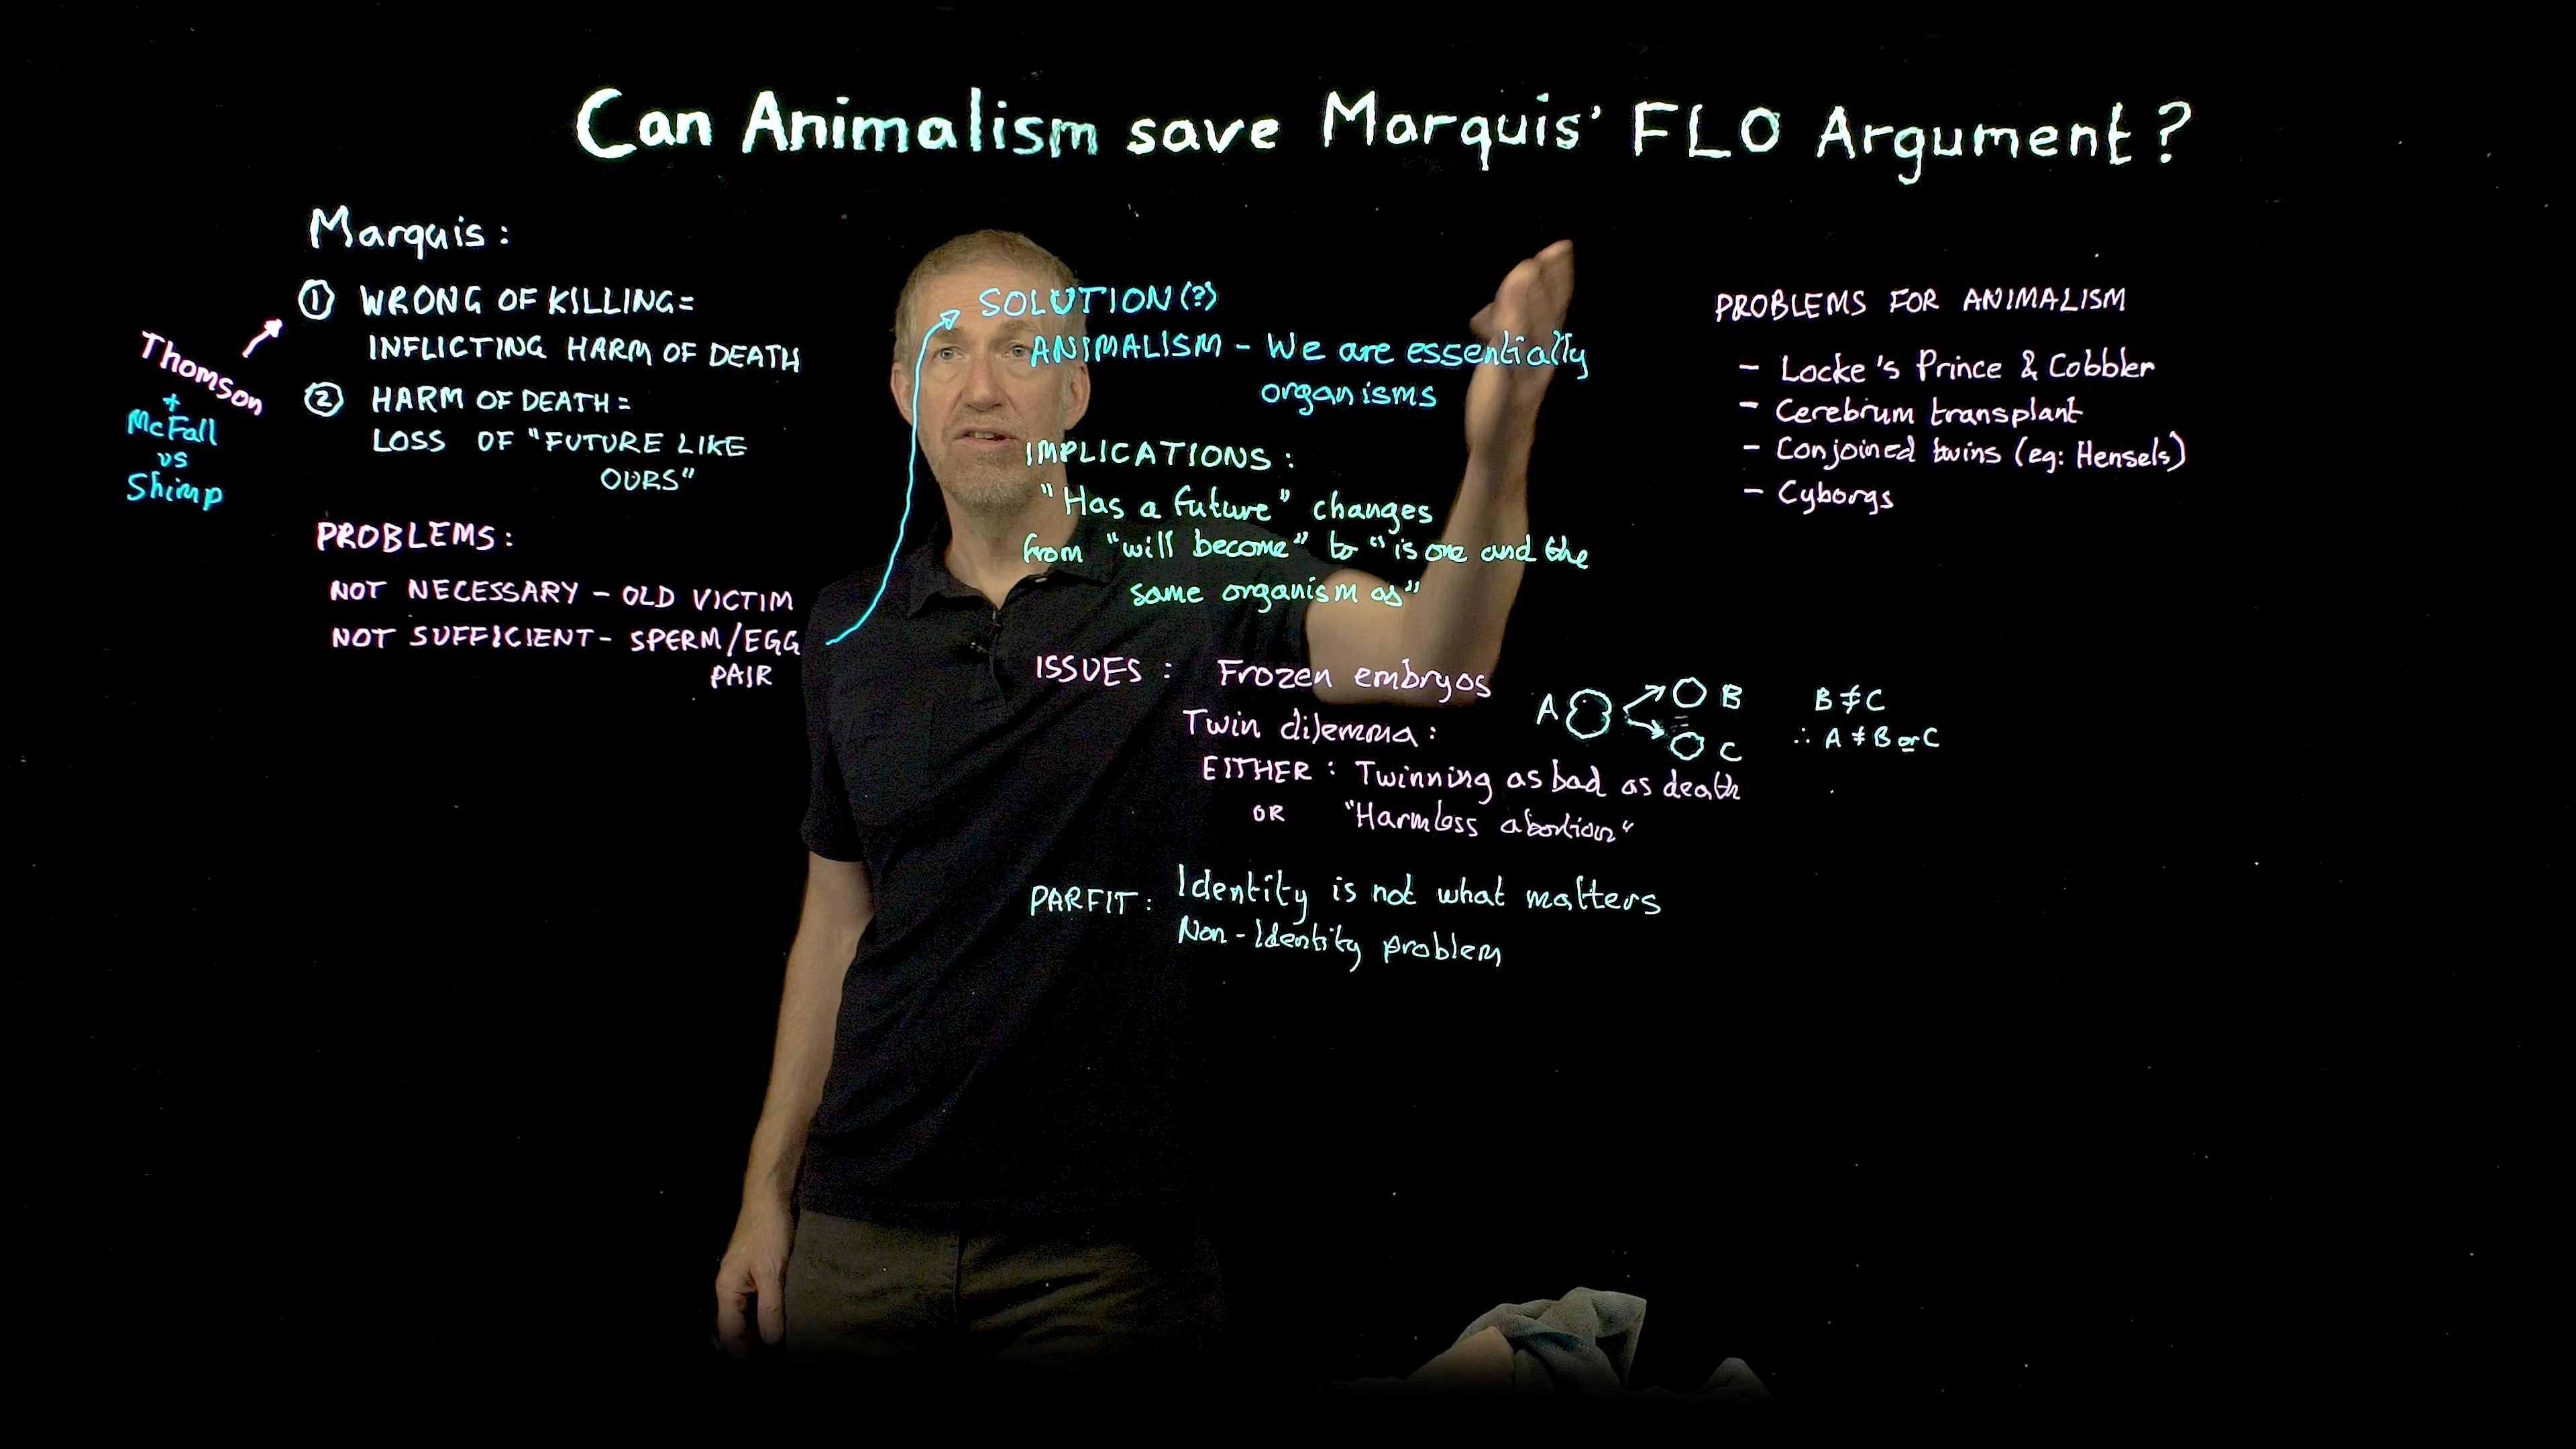 Can Animalism save Marquis' FLO Argument?
Marquis:
① WRONG OF KILLING =
INFLICTING HARM OF DEATH
② HARM OF DEATH =
LOSS OF "FUTURE LIKE
OURS"
Thomson
+
McFall
vs
Shimp
PROBLEMS:
NOT NECESSARY - OLD VICTIM
NOT SUFFICIENT - SPERM/EGG
PAIR
SOLUTION(?)
ANIMALISM - We are essentially
organisms
IMPLICATIONS:
"Has a future" changes
from "will become" to "is one and the
same organism as"
ISSUES: Frozen embryos
Twin dilemma:
EITHER: Twinning as bad as death
OR "Harmless abortion"
A B C
B ≠ C
∴ A ≠ B or C
PARFIT: Identity is not what matters
Non-Identity problem
PROBLEMS FOR ANIMALISM
- Locke's Prince & Cobbler
- Cerebrum transplant
- Conjoined twins (eg: Hensels)
- Cyborgs